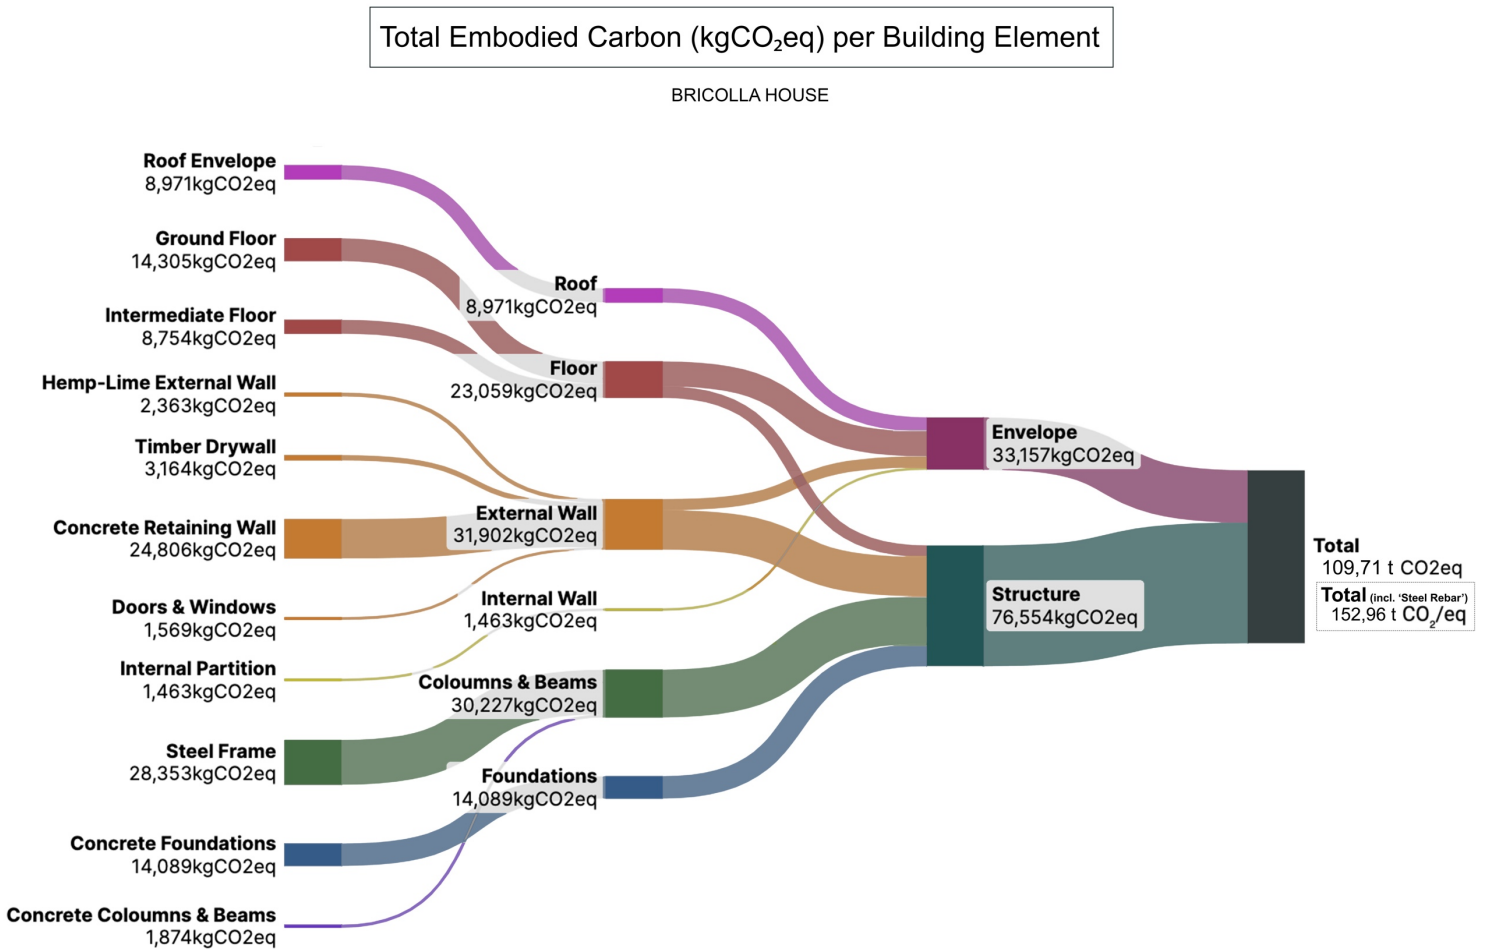 Total Embodied Carbon (kgCO₂eq) per Building Element
BRICOLLA HOUSE
Roof Envelope
8,971kgCO2eq
Ground Floor
14,305kgCO2eq
Intermediate Floor
8,754kgCO2eq
Hemp-Lime External Wall
2,363kgCO2eq
Timber Drywall
3,164kgCO2eq
Concrete Retaining Wall
24,806kgCO2eq
Doors & Windows
1,569kgCO2eq
Internal Partition
1,463kgCO2eq
Steel Frame
28,353kgCO2eq
Concrete Foundations
14,089kgCO2eq
Concrete Coloumns & Beams
1,874kgCO2eq
Roof
8,971kgCO2eq
Floor
23,059kgCO2eq
External Wall
31,902kgCO2eq
Internal Wall
1,463kgCO2eq
Coloumns & Beams
30,227kgCO2eq
Foundations
14,089kgCO2eq
Envelope
33,157kgCO2eq
Structure
76,554kgCO2eq
Total
109,71 t CO2eq
Total (incl. ‘Steel Rebar’)
152,96 t CO₂/eq